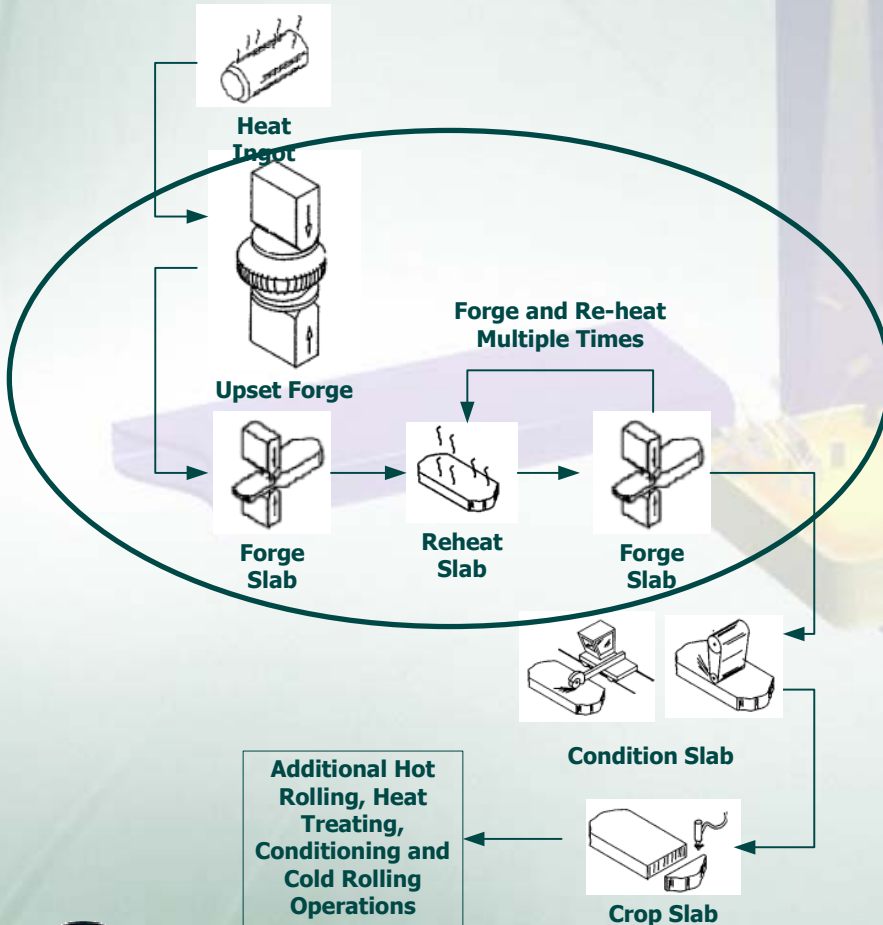 Heat
Ingot
Forge and Re-heat
Multiple Times
Upset Forge
Forge
Slab
Reheat
Slab
Forge
Slab
Condition Slab
Additional Hot
Rolling, Heat
Treating,
Conditioning and
Cold Rolling
Operations
Crop Slab